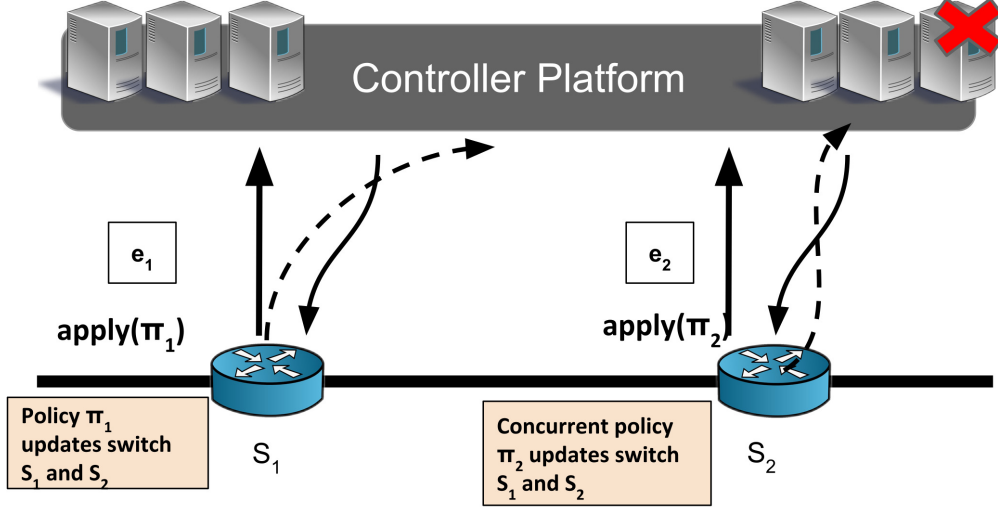 Controller Platform
e1
e2
apply(π1)
apply(π2)
Policy π1
updates switch
S1 and S2
S1
Concurrent policy
π2 updates switch
S1 and S2
S2